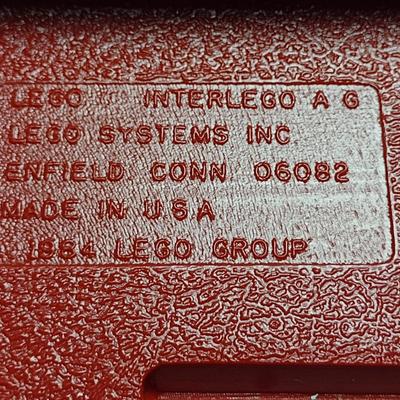 LEGO INTERLEGO A G
LEGO SYSTEMS INC
ENFIELD CONN 06082
MADE IN U S A
1984 LEGO GROUP